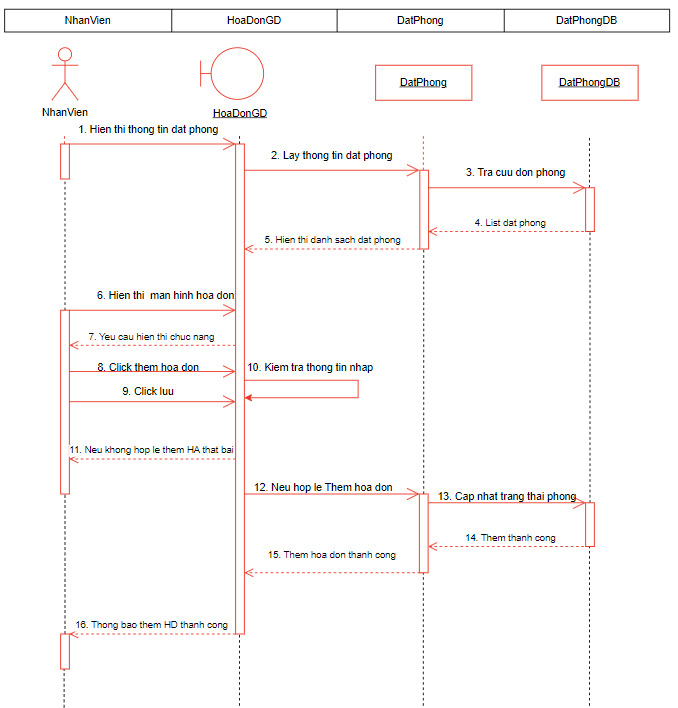 NhanVien HoaDonGD DatPhong DatPhongDB
NhanVien
HoaDonGD
DatPhong
DatPhongDB
1. Hien thi thong tin dat phong
2. Lay thong tin dat phong
3. Tra cuu don phong
4. List dat phong
5. Hien thi danh sach dat phong
6. Hien thi man hinh hoa don
7. Yeu cau hien thi chuc nang
8. Click them hoa don
10. Kiem tra thong tin nhap
9. Click luu
11. Neu khong hop le them HA that bai
12. Neu hop le Them hoa don
13. Cap nhat trang thai phong
14. Them thanh cong
15. Them hoa don thanh cong
16. Thong bao them HD thanh cong